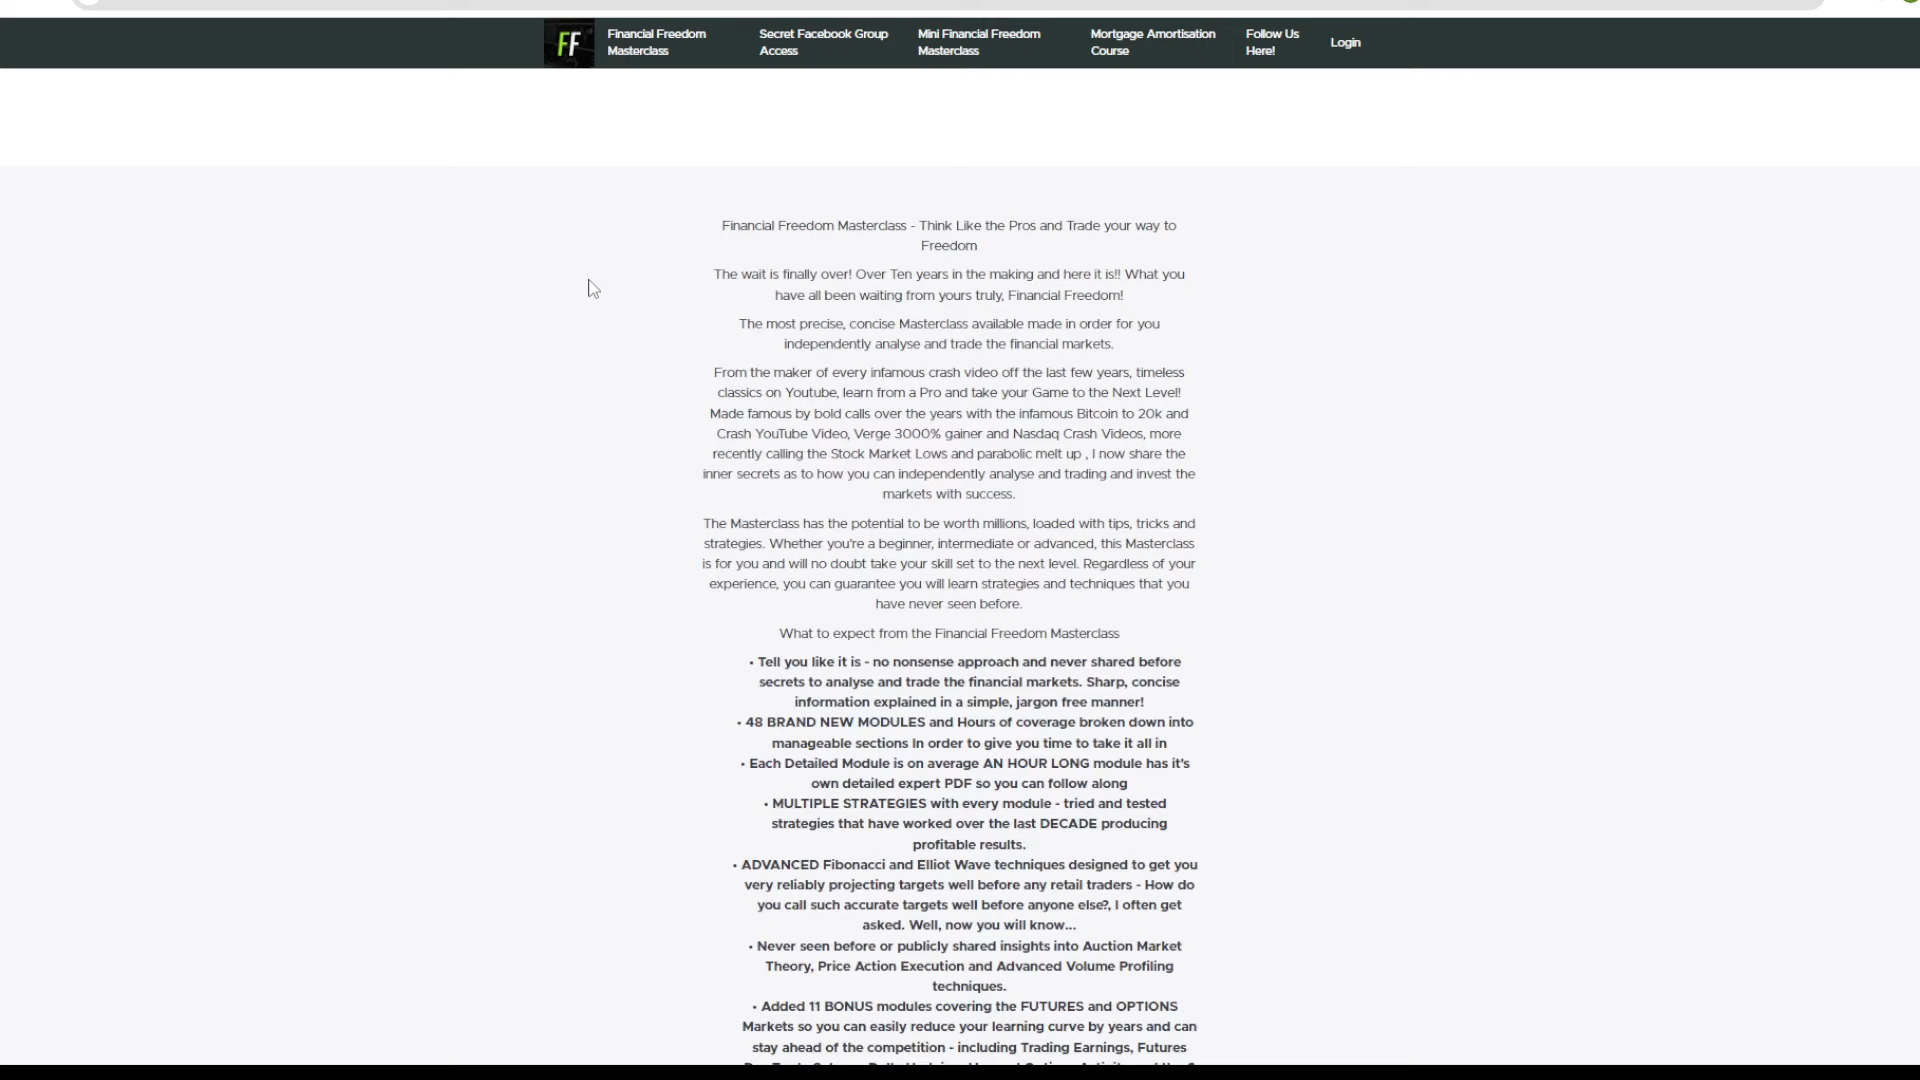 FF
Financial Freedom
Masterclass
Secret Facebook Group
Access
Mini Financial Freedom
Masterclass
Mortgage Amortisation
Course
Follow Us
Here!
Login
Financial Freedom Masterclass - Think Like the Pros and Trade your way to
Freedom
The wait is finally over! Over Ten years in the making and here it is!! What you
have all been waiting from yours truly, Financial Freedom!
The most precise, concise Masterclass available made in order for you
independently analyse and trade the financial markets.
From the maker of every infamous crash video off the last few years, timeless
classics on Youtube, learn from a Pro and take your Game to the Next Level!
Made famous by bold calls over the years with the infamous Bitcoin to 20k and
Crash YouTube Video, Verge 3000% gainer and Nasdaq Crash Videos, more
recently calling the Stock Market Lows and parabolic melt up , I now share the
inner secrets as to how you can independently analyse and trading and invest the
markets with success.
The Masterclass has the potential to be worth millions, loaded with tips, tricks and
strategies. Whether you're a beginner, intermediate or advanced, this Masterclass
is for you and will no doubt take your skill set to the next level. Regardless of your
experience, you can guarantee you will learn strategies and techniques that you
have never seen before.
What to expect from the Financial Freedom Masterclass
• Tell you like it is - no nonsense approach and never shared before
secrets to analyse and trade the financial markets. Sharp, concise
information explained in a simple, jargon free manner!
• 48 BRAND NEW MODULES and Hours of coverage broken down into
manageable sections In order to give you time to take it all in
• Each Detailed Module is on average AN HOUR LONG module has it's
own detailed expert PDF so you can follow along
• MULTIPLE STRATEGIES with every module - tried and tested
strategies that have worked over the last DECADE producing
profitable results.
• ADVANCED Fibonacci and Elliot Wave techniques designed to get you
very reliably projecting targets well before any retail traders - How do
you call such accurate targets well before anyone else?, I often get
asked. Well, now you will know...
• Never seen before or publicly shared insights into Auction Market
Theory, Price Action Execution and Advanced Volume Profiling
techniques.
• Added 11 BONUS modules covering the FUTURES and OPTIONS
Markets so you can easily reduce your learning curve by years and can
stay ahead of the competition - including Trading Earnings, Futures